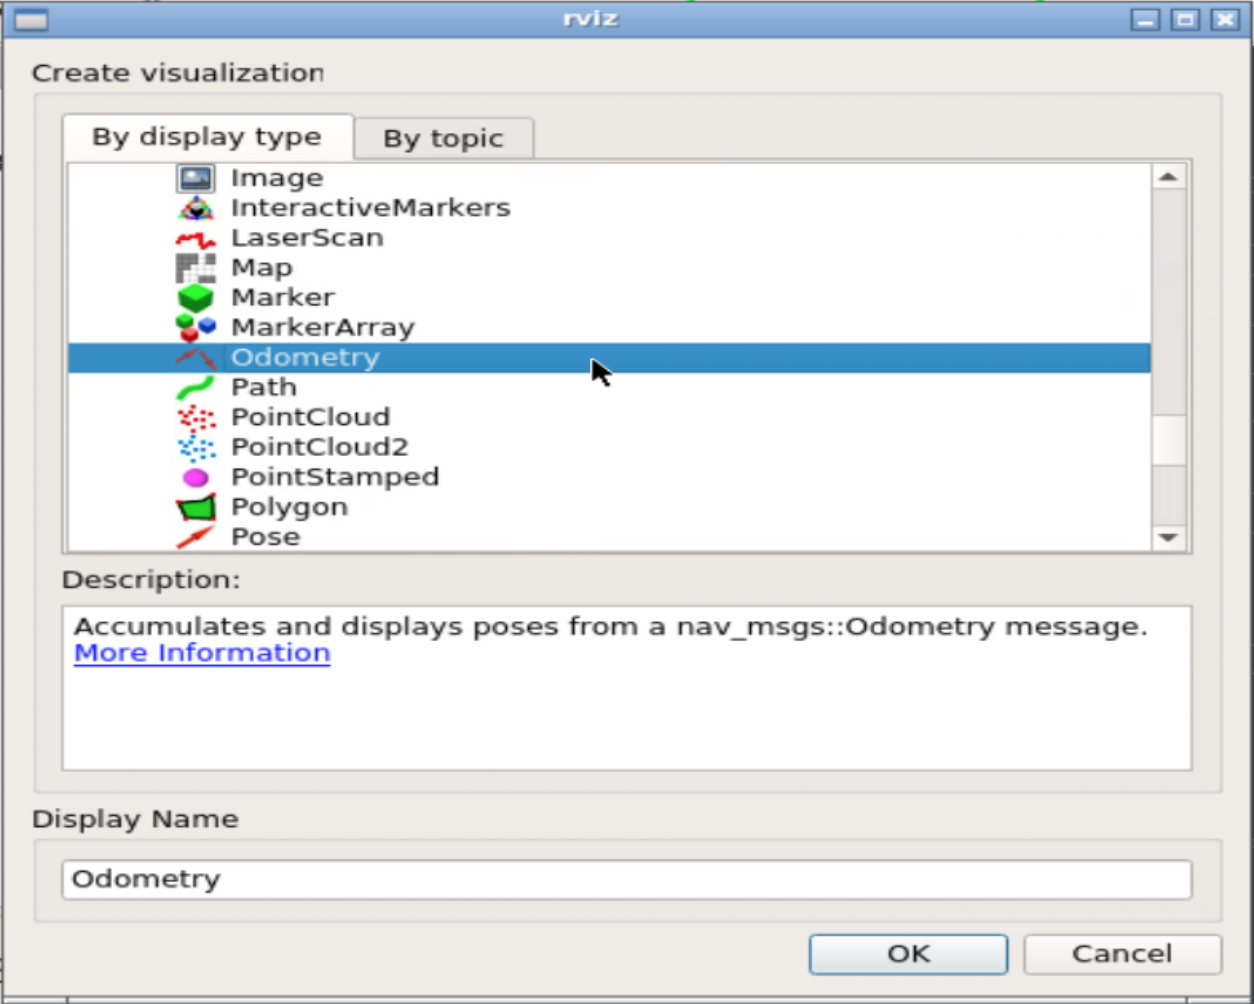 rviz
Create visualization
By display type
By topic
Image
InteractiveMarkers
LaserScan
Map
Marker
MarkerArray
Odometry
Path
PointCloud
PointCloud2
PointStamped
Polygon
Pose
Description:
Accumulates and displays poses from a nav_msgs::Odometry message.
More Information
Display Name
Odometry
OK
Cancel